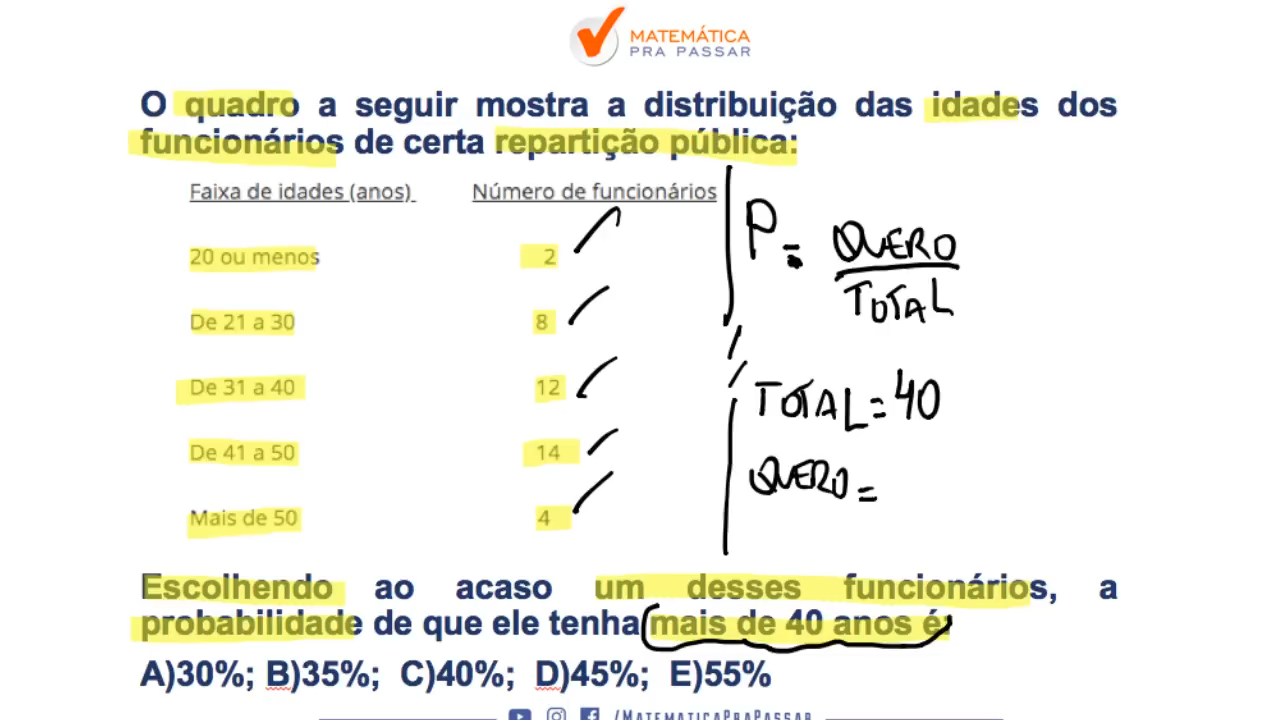 MATEMÁTICA
PRA PASSAR
O quadro a seguir mostra a distribuição das idades dos
funcionários de certa repartição pública:
Faixa de idades (anos) Número de funcionários
20 ou menos 2
De 21 a 30 8
De 31 a 40 12
De 41 a 50 14
Mais de 50 4
P = QUERO
TOTAL
TOTAL = 40
QUERO =
Escolhendo ao acaso um desses funcionários, a
probabilidade de que ele tenha mais de 40 anos é:
A)30%; B)35%; C)40%; D)45%; E)55%
/MATEMATICAPRAPASSAR